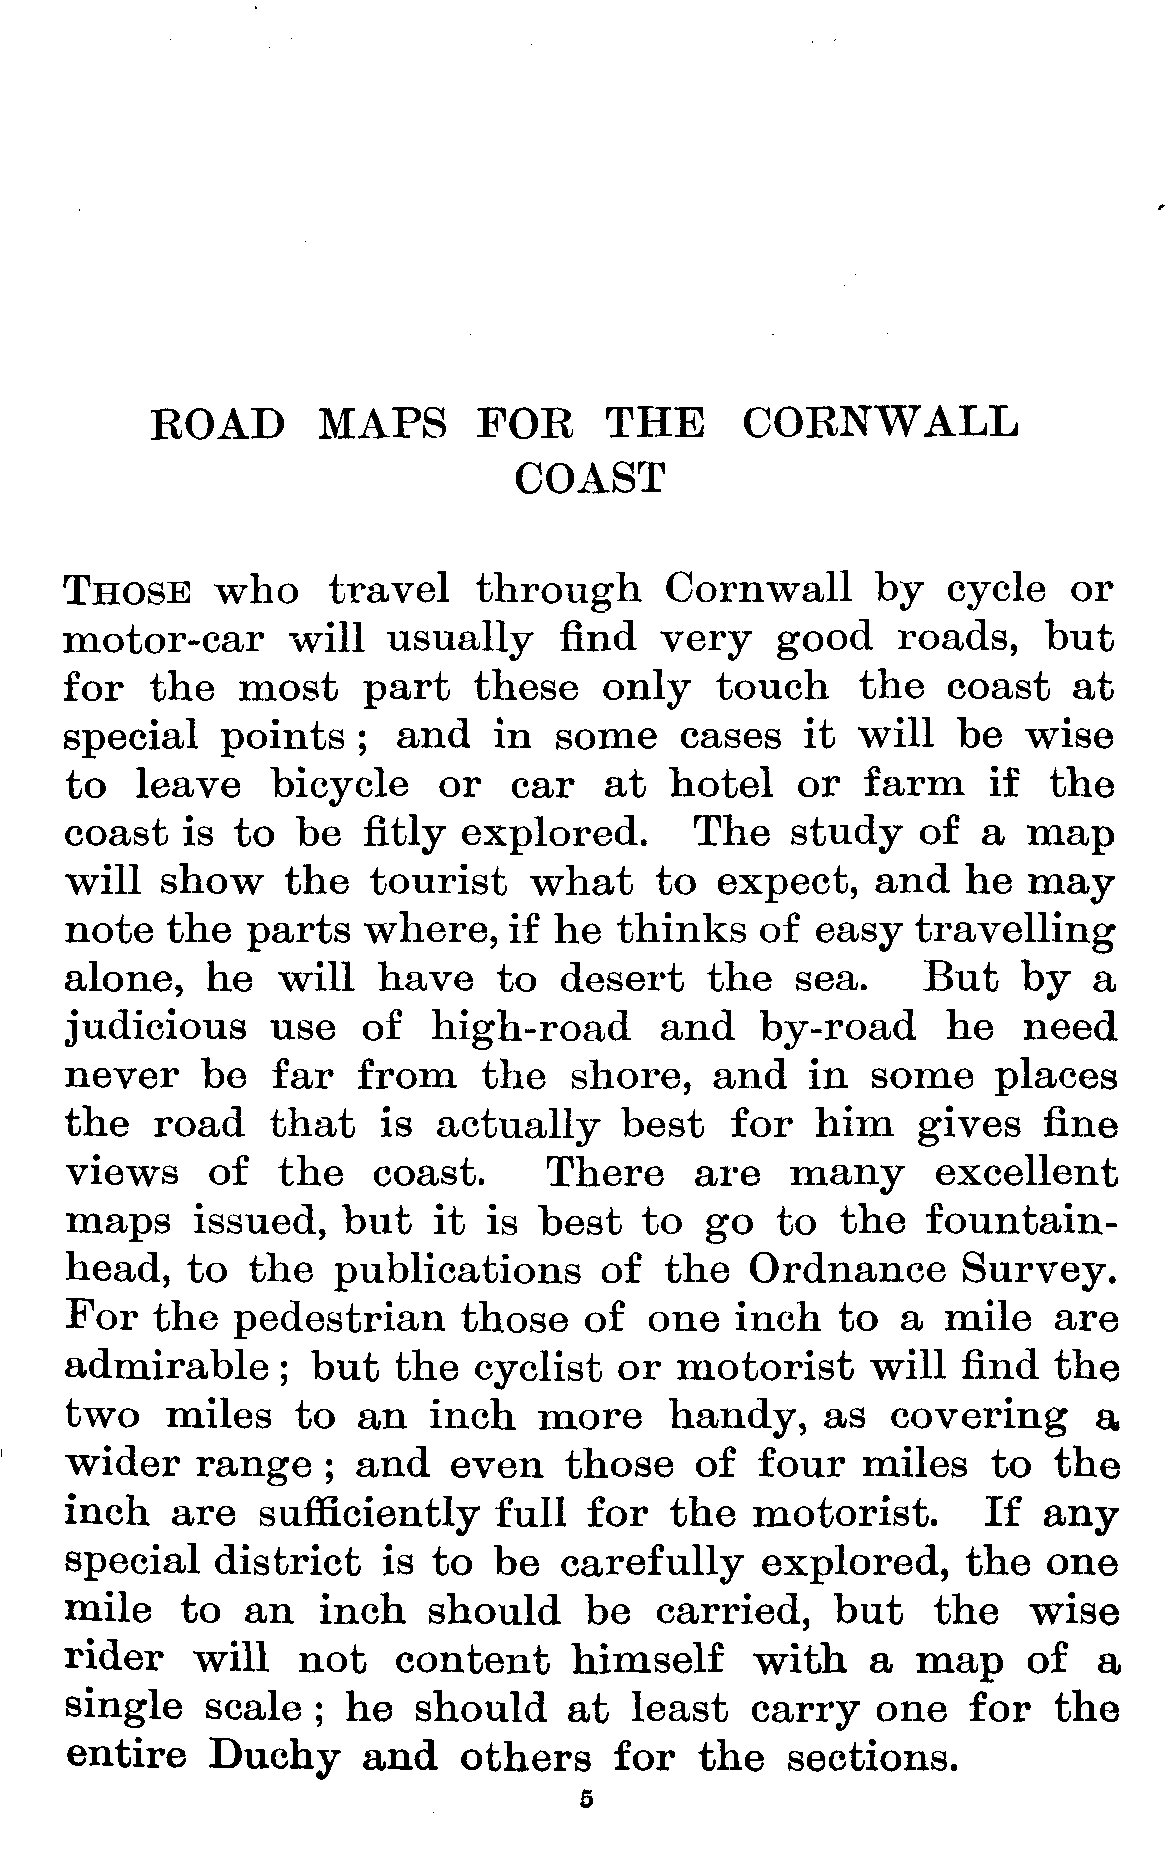 ROAD MAPS FOR THE CORNWALL
COAST
THOSE who travel through Cornwall by cycle or
motor-car will usually find very good roads, but
for the most part these only touch the coast at
special points ; and in some cases it will be wise
to leave bicycle or car at hotel or farm if the
coast is to be fitly explored. The study of a map
will show the tourist what to expect, and he may
note the parts where, if he thinks of easy travelling
alone, he will have to desert the sea. But by a
judicious use of high-road and by-road he need
never be far from the shore, and in some places
the road that is actually best for him gives fine
views of the coast. There are many excellent
maps issued, but it is best to go to the fountain-
head, to the publications of the Ordnance Survey.
For the pedestrian those of one inch to a mile are
admirable ; but the cyclist or motorist will find the
two miles to an inch more handy, as covering a
wider range ; and even those of four miles to the
inch are sufficiently full for the motorist. If any
special district is to be carefully explored, the one
mile to an inch should be carried, but the wise
rider will not content himself with a map of a
single scale ; he should at least carry one for the
entire Duchy and others for the sections.
5